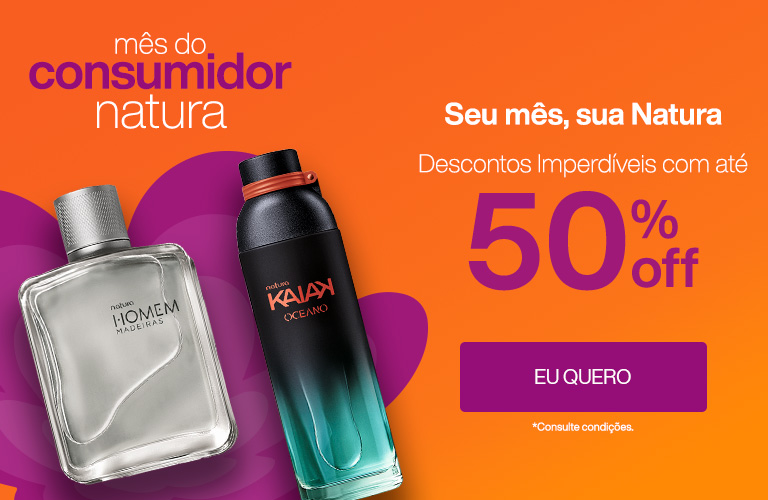 mês do
consumidor
natura
Seu mês, sua Natura
Descontos Imperdíveis com até
50% off
EU QUERO
*Consulte condições.
natura
HOMEM
MADEIRAS
natura
KAIAK
OCEANO